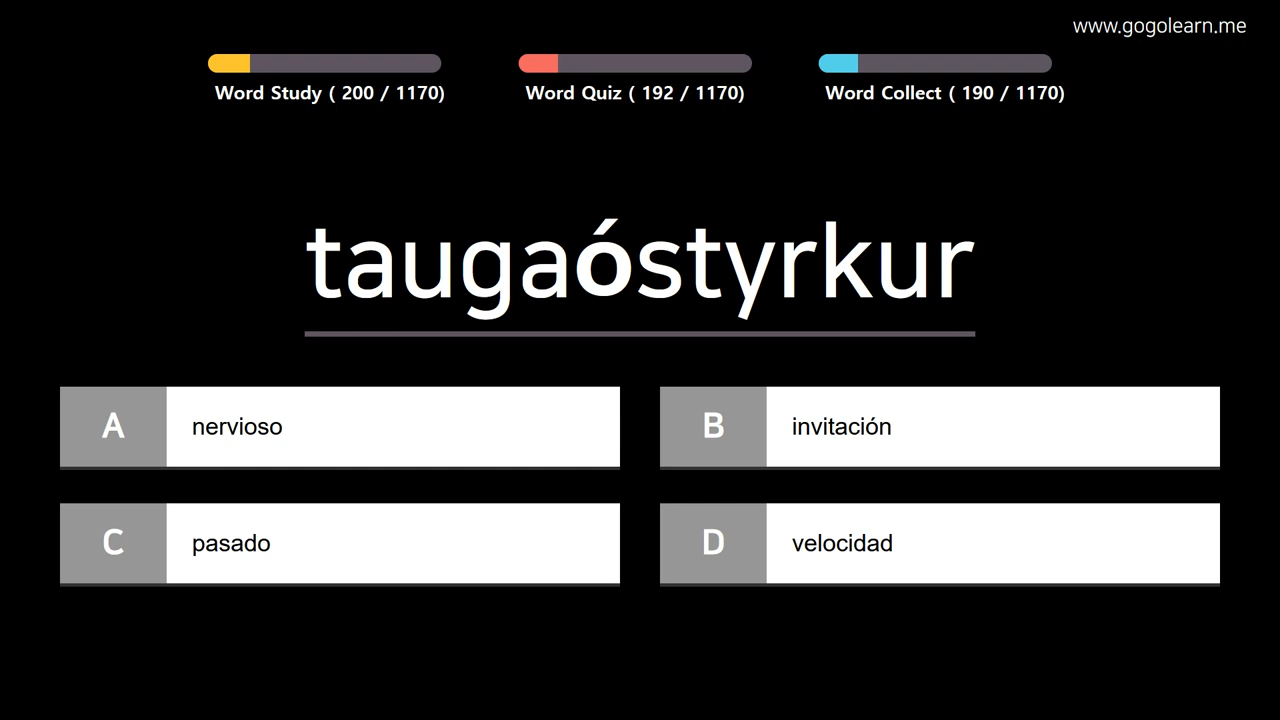 www.gogolearn.me
Word Study ( 200 / 1170)
Word Quiz ( 192 / 1170)
Word Collect ( 190 / 1170)
taugaóstyrkur
A nervioso
B invitación
C pasado
D velocidad